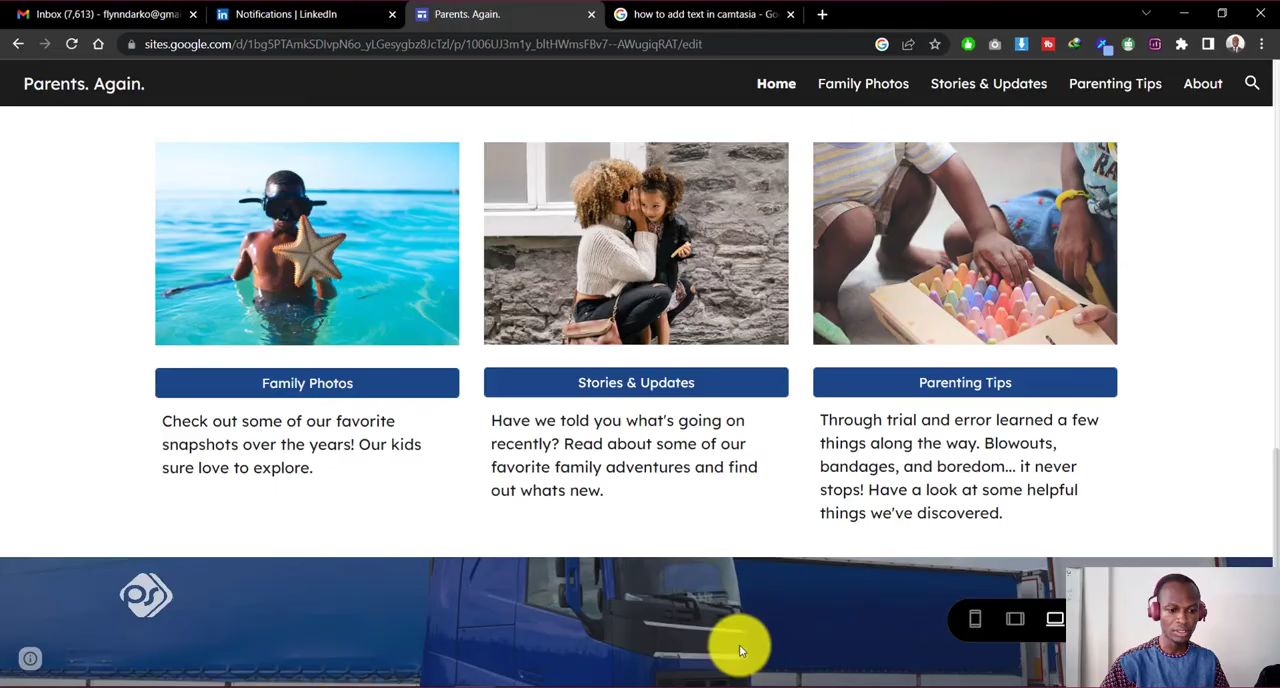 Inbox (7,613) - flynndarko@gma
Notifications | LinkedIn
Parents. Again.
how to add text in camtasia - Go
sites.google.com/d/1bg5PTAmkSDIvpN6o_yLGesygbz8JcTzl/p/1006UJ3m1y_bltHWmsFBv7--AWugiqRAT/edit
Parents. Again.
Home
Family Photos
Stories & Updates
Parenting Tips
About
Family Photos
Stories & Updates
Parenting Tips
Check out some of our favorite
snapshots over the years! Our kids
sure love to explore.
Have we told you what's going on
recently? Read about some of our
favorite family adventures and find
out whats new.
Through trial and error learned a few
things along the way. Blowouts,
bandages, and boredom... it never
stops! Have a look at some helpful
things we've discovered.